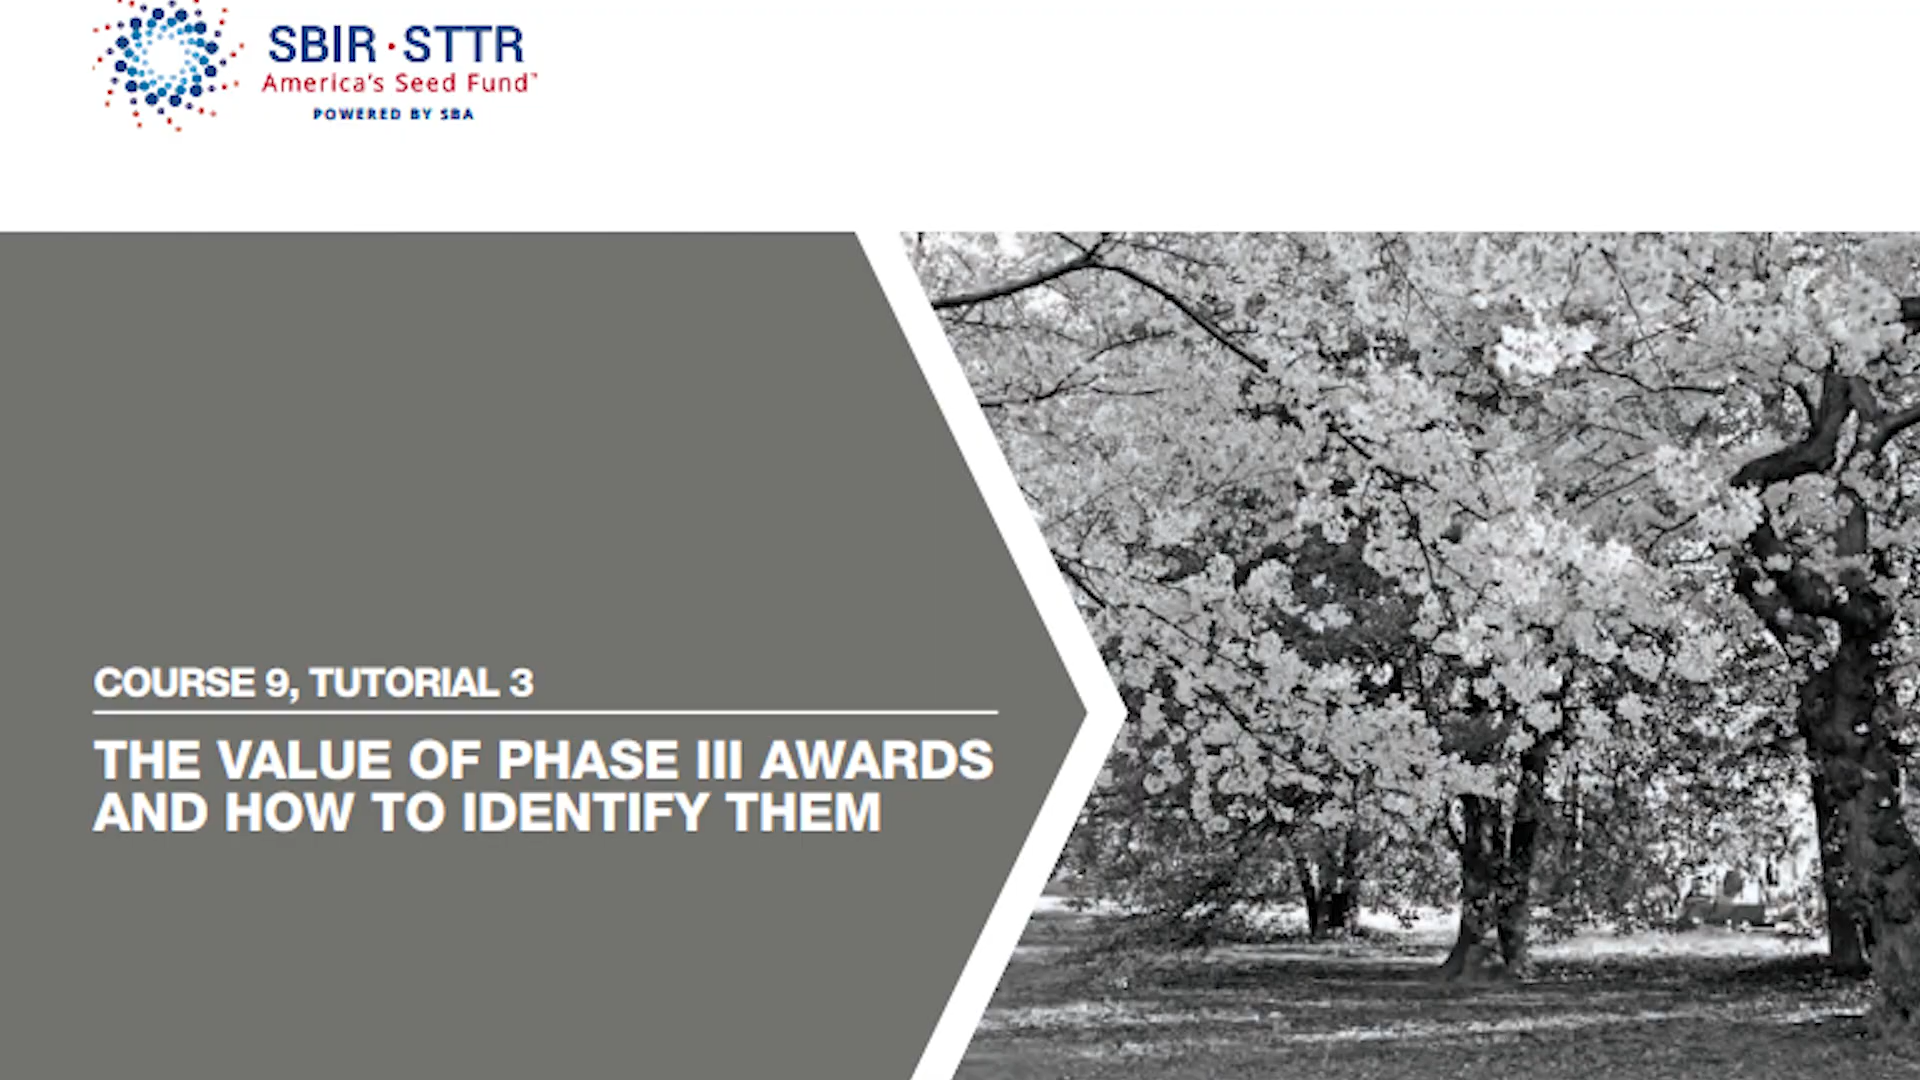 SBIR·STTR
America's Seed Fund™
POWERED BY SBA
COURSE 9, TUTORIAL 3
THE VALUE OF PHASE III AWARDS
AND HOW TO IDENTIFY THEM